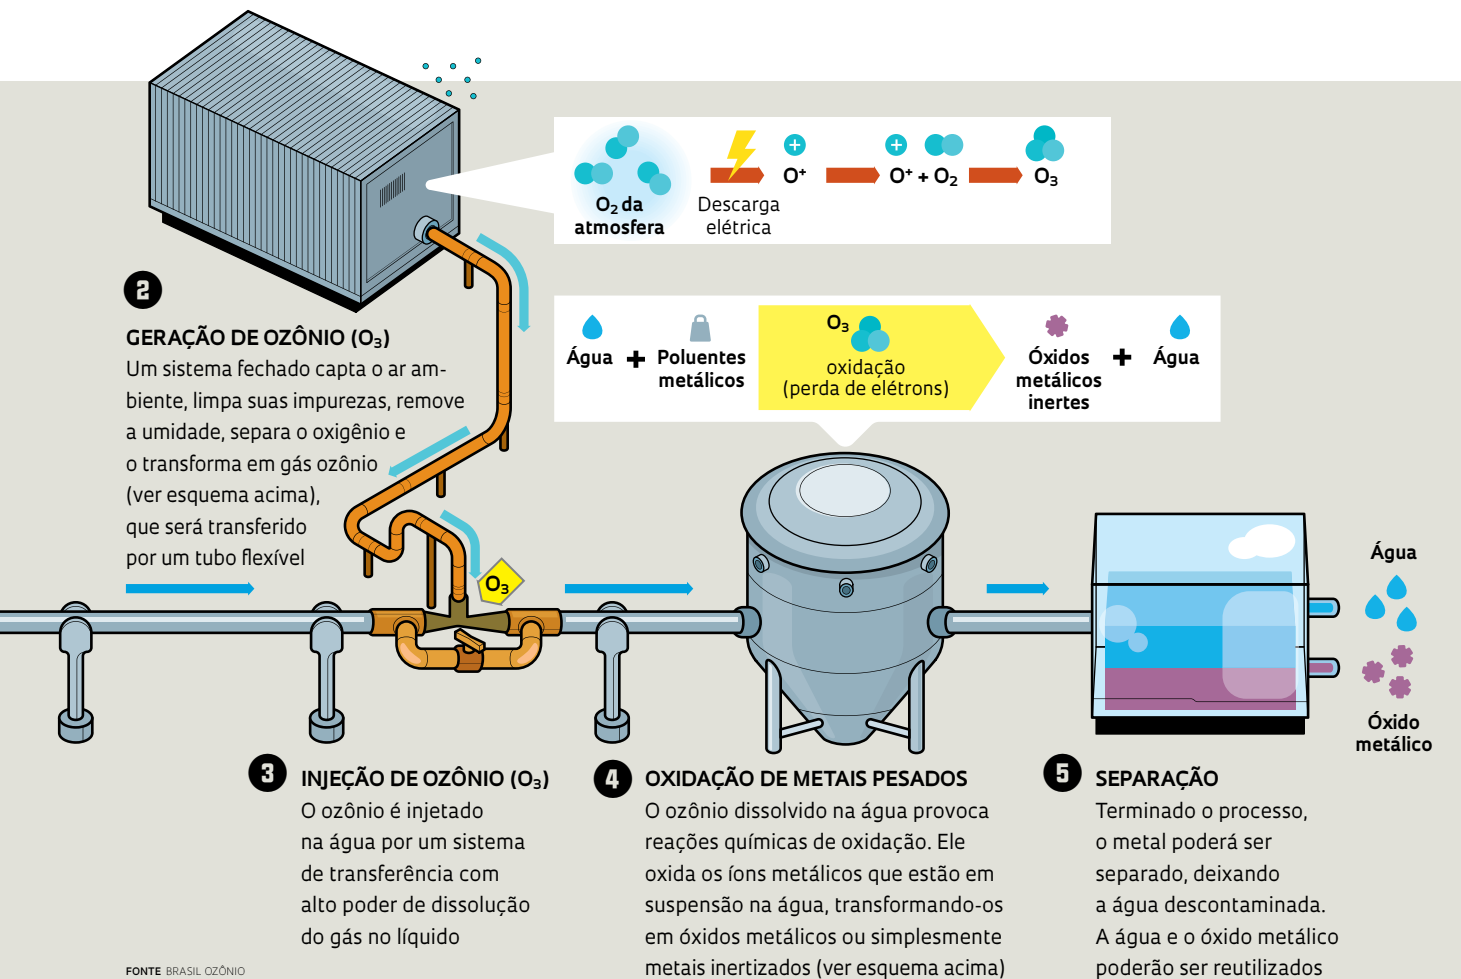 O₂ da
atmosfera
Descarga
elétrica
O⁺
O⁺ + O₂
O₃
2
GERAÇÃO DE OZÔNIO (O₃)
Um sistema fechado capta o ar am-
biente, limpa suas impurezas, remove
a umidade, separa o oxigênio e
o transforma em gás ozônio
(ver esquema acima),
que será transferido
por um tubo flexível
Água + Poluentes
metálicos
O₃
oxidação
(perda de elétrons)
Óxidos
metálicos
inertes
+ Água
O₃
Água
Óxido
metálico
3
INJEÇÃO DE OZÔNIO (O₃)
O ozônio é injetado
na água por um sistema
de transferência com
alto poder de dissolução
do gás no líquido
4
OXIDAÇÃO DE METAIS PESADOS
O ozônio dissolvido na água provoca
reações químicas de oxidação. Ele
oxida os íons metálicos que estão em
suspensão na água, transformando-os
em óxidos metálicos ou simplesmente
metais inertizados (ver esquema acima)
5
SEPARAÇÃO
Terminado o processo,
o metal poderá ser
separado, deixando
a água descontaminada.
A água e o óxido metálico
poderão ser reutilizados
FONTE BRASIL OZÔNIO